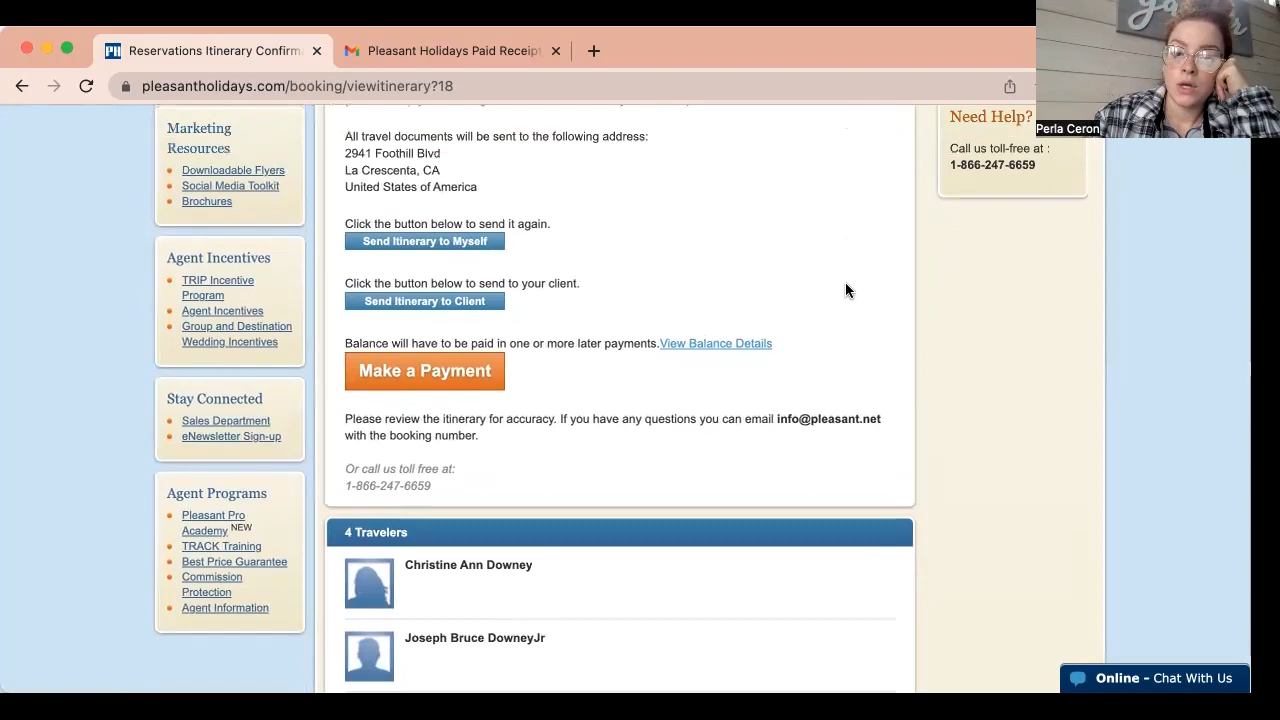 Reservations Itinerary Confirma
Pleasant Holidays Paid Receipt
pleasantholidays.com/booking/viewitinerary?18
Perla Ceron
Marketing
Resources
Downloadable Flyers
Social Media Toolkit
Brochures
Agent Incentives
TRIP Incentive
Program
Agent Incentives
Group and Destination
Wedding Incentives
Stay Connected
Sales Department
eNewsletter Sign-up
Agent Programs
Pleasant Pro
Academy NEW
TRACK Training
Best Price Guarantee
Commission
Protection
Agent Information
All travel documents will be sent to the following address:
2941 Foothill Blvd
La Crescenta, CA
United States of America
Click the button below to send it again.
Send Itinerary to Myself
Click the button below to send to your client.
Send Itinerary to Client
Balance will have to be paid in one or more later payments.View Balance Details
Make a Payment
Please review the itinerary for accuracy. If you have any questions you can email info@pleasant.net
with the booking number.
Or call us toll free at:
1-866-247-6659
4 Travelers
Christine Ann Downey
Joseph Bruce DowneyJr
Need Help?
Call us toll-free at :
1-866-247-6659
Online - Chat With Us